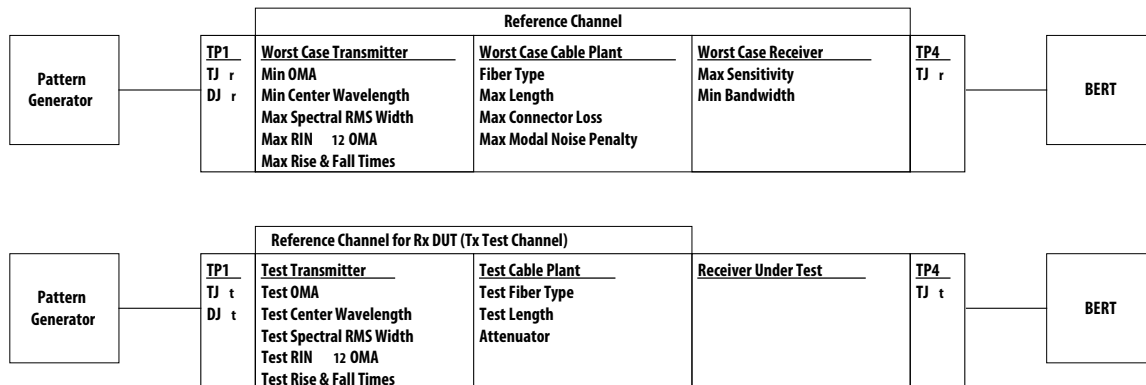 Reference Channel
Pattern
Generator
TP1
TJ r
DJ r
Worst Case Transmitter
Min OMA
Min Center Wavelength
Max Spectral RMS Width
Max RIN 12 OMA
Max Rise & Fall Times
Worst Case Cable Plant
Fiber Type
Max Length
Max Connector Loss
Max Modal Noise Penalty
Worst Case Receiver
Max Sensitivity
Min Bandwidth
TP4
TJ r
BERT
Reference Channel for Rx DUT (Tx Test Channel)
Pattern
Generator
TP1
TJ t
DJ t
Test Transmitter
Test OMA
Test Center Wavelength
Test Spectral RMS Width
Test RIN 12 OMA
Test Rise & Fall Times
Test Cable Plant
Test Fiber Type
Test Length
Attenuator
Receiver Under Test
TP4
TJ t
BERT